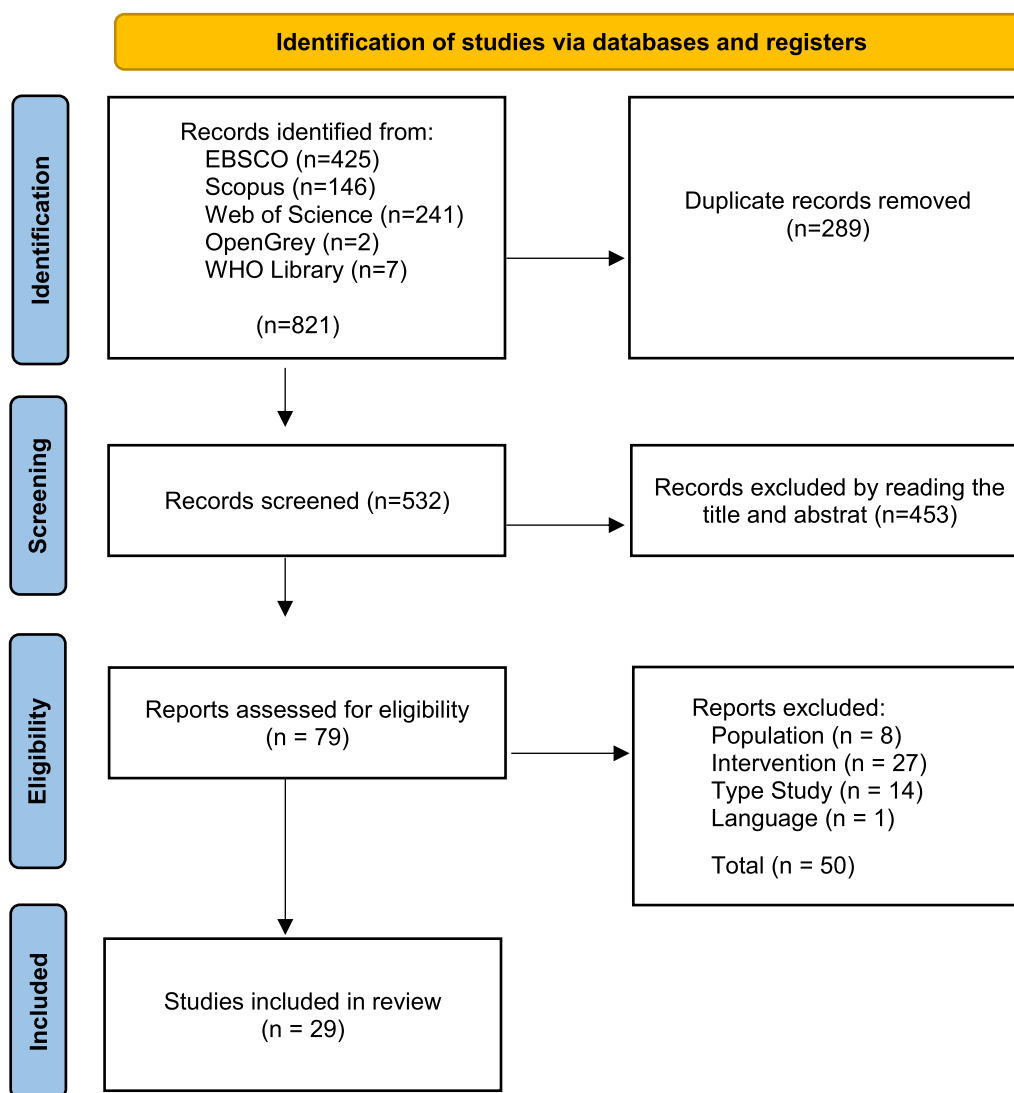 Identification of studies via databases and registers
Identification
Records identified from:
EBSCO (n=425)
Scopus (n=146)
Web of Science (n=241)
OpenGrey (n=2)
WHO Library (n=7)
(n=821)
Duplicate records removed
(n=289)
Screening
Records screened (n=532)
Records excluded by reading the
title and abstrat (n=453)
Eligibility
Reports assessed for eligibility
(n = 79)
Reports excluded:
Population (n = 8)
Intervention (n = 27)
Type Study (n = 14)
Language (n = 1)
Total (n = 50)
Included
Studies included in review
(n = 29)